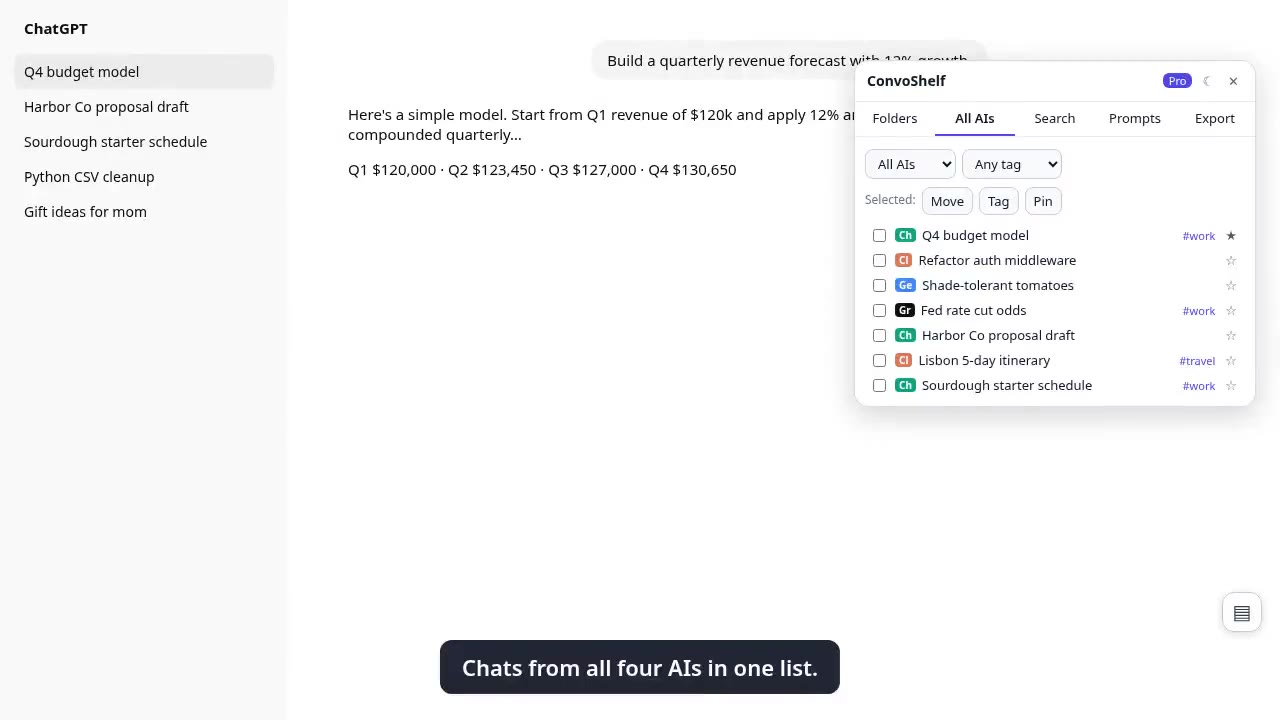 ChatGPT
Q4 budget model
Harbor Co proposal draft
Sourdough starter schedule
Python CSV cleanup
Gift ideas for mom
Build a quarterly revenue forecast with 12% growth
Here's a simple model. Start from Q1 revenue of $120k and apply 12%
compounded quarterly...
Q1 $120,000 · Q2 $123,450 · Q3 $127,000 · Q4 $130,650
ConvoShelf Pro ☾ ✕
Folders All AIs Search Prompts Export
All AIs Any tag
Selected: Move Tag Pin
Ch Q4 budget model #work ★
Cl Refactor auth middleware ☆
Ge Shade-tolerant tomatoes ☆
Gr Fed rate cut odds #work ☆
Ch Harbor Co proposal draft ☆
Cl Lisbon 5-day itinerary #travel ☆
Ch Sourdough starter schedule #work ☆
Chats from all four AIs in one list.